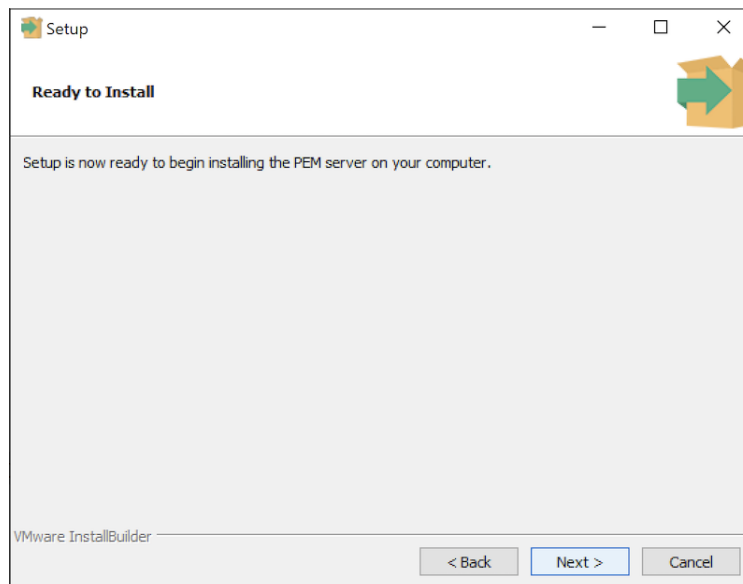 Setup
Ready to Install
Setup is now ready to begin installing the PEM server on your computer.
VMware InstallBuilder
< Back
Next >
Cancel